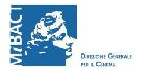 MiBACT
DIREZIONE GENERALE
PER IL CINEMA